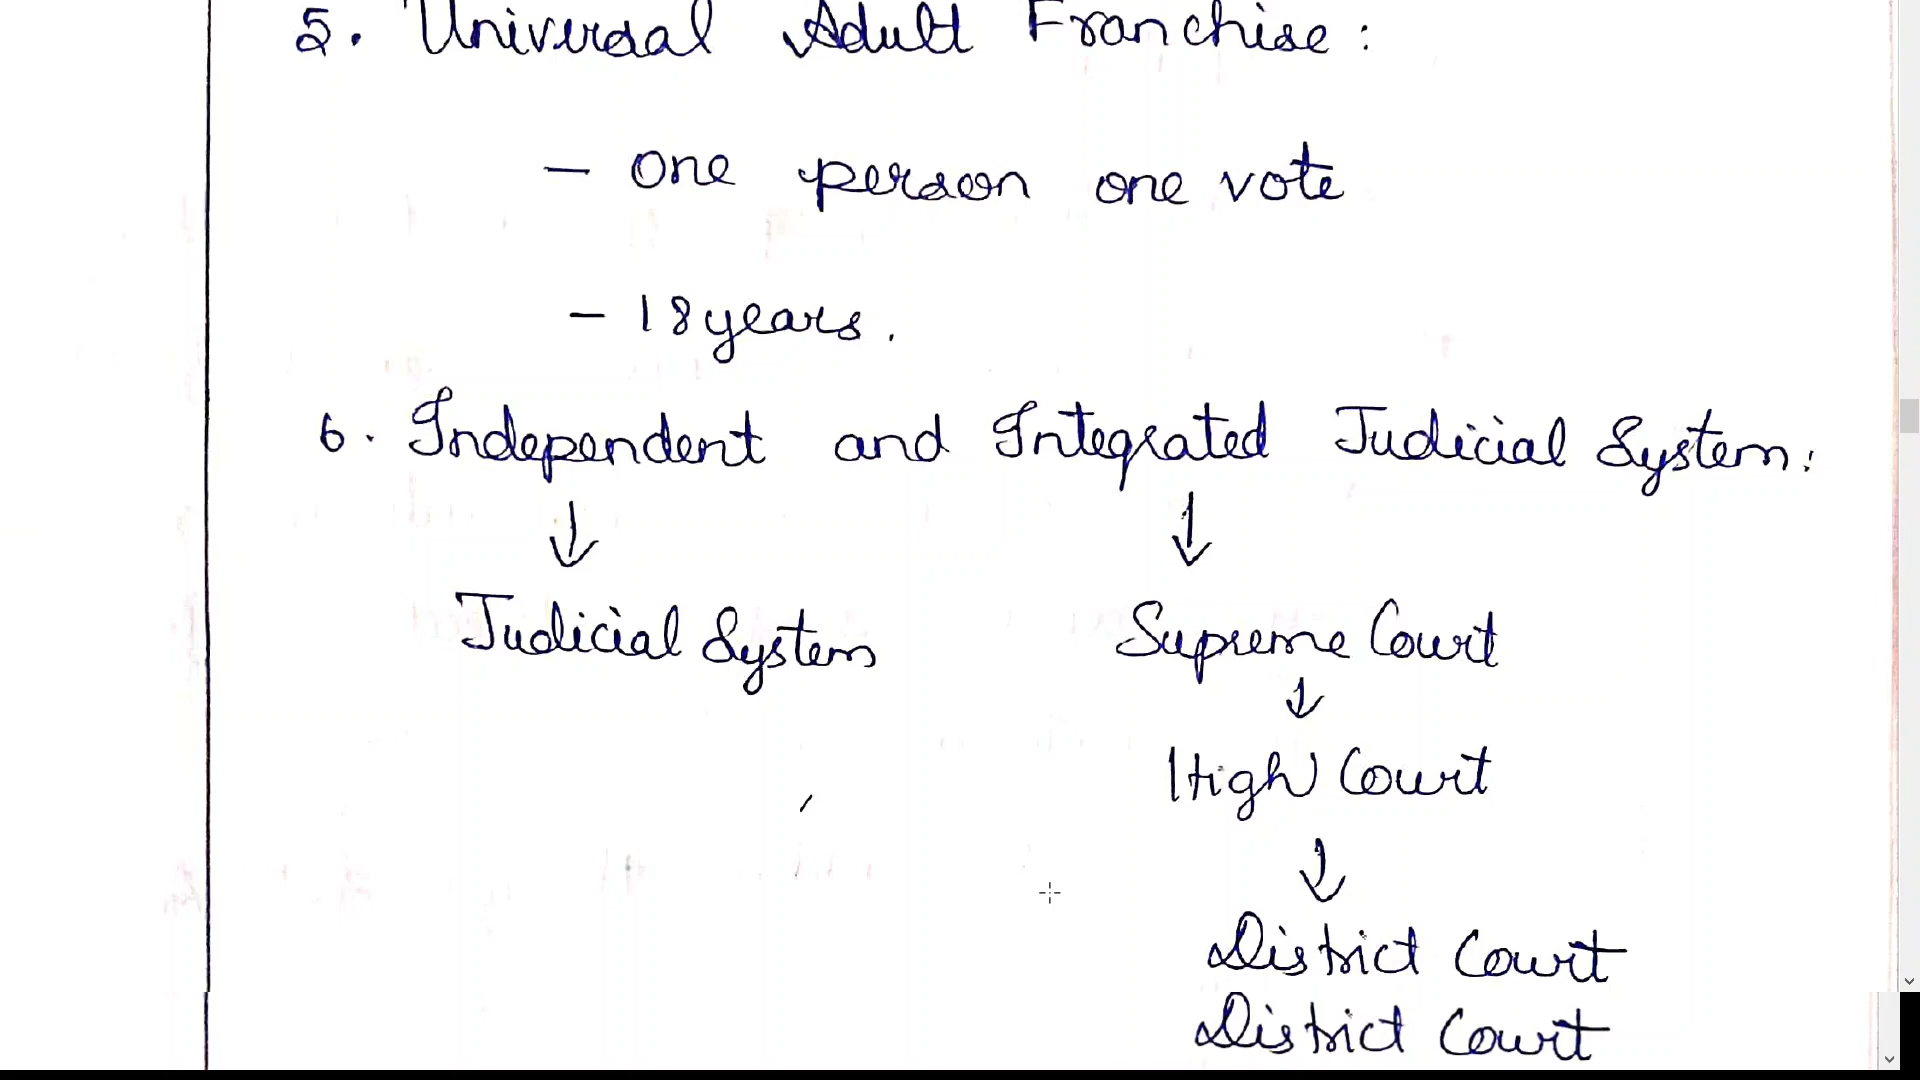 5. Universal Adult Franchise:
- One person one vote
- 18 years.
6. Independent and Integrated Judicial System:
↓ ↓
Judicial System Supreme Court
↓
High Court
↓
District Court
District Court